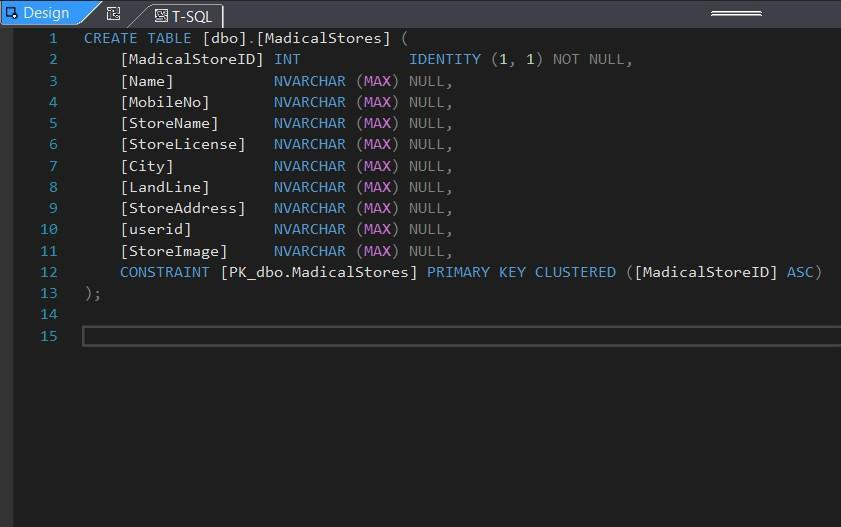 Design T-SQL
1 CREATE TABLE [dbo].[MadicalStores] (
2 [MadicalStoreID] INT IDENTITY (1, 1) NOT NULL,
3 [Name] NVARCHAR (MAX) NULL,
4 [MobileNo] NVARCHAR (MAX) NULL,
5 [StoreName] NVARCHAR (MAX) NULL,
6 [StoreLicense] NVARCHAR (MAX) NULL,
7 [City] NVARCHAR (MAX) NULL,
8 [LandLine] NVARCHAR (MAX) NULL,
9 [StoreAddress] NVARCHAR (MAX) NULL,
10 [userid] NVARCHAR (MAX) NULL,
11 [StoreImage] NVARCHAR (MAX) NULL,
12 CONSTRAINT [PK_dbo.MadicalStores] PRIMARY KEY CLUSTERED ([MadicalStoreID] ASC)
13 );
14
15